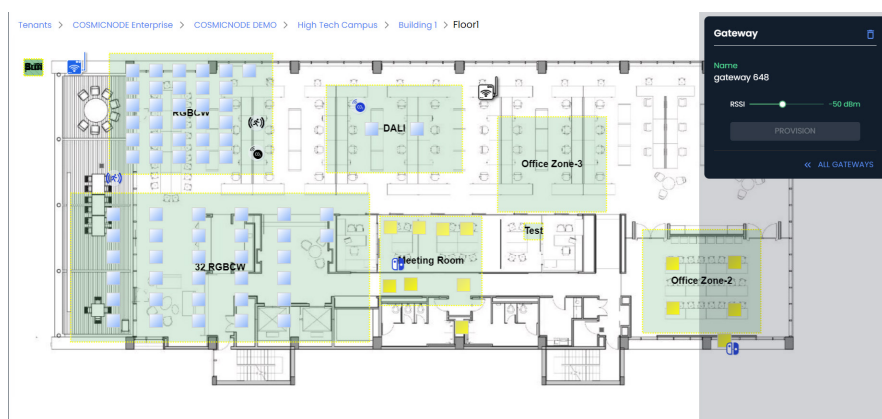 Tenants > COSMICNODE Enterprise > COSMICNODE DEMO > High Tech Campus > Building 1 > Floor1
Gateway
Name
gateway 648
RSSI -50 dBm
PROVISION
« ALL GATEWAYS
RGBCW
DALI
Office Zone-3
Test
32 RGBCW
Meeting Room
Office Zone-2